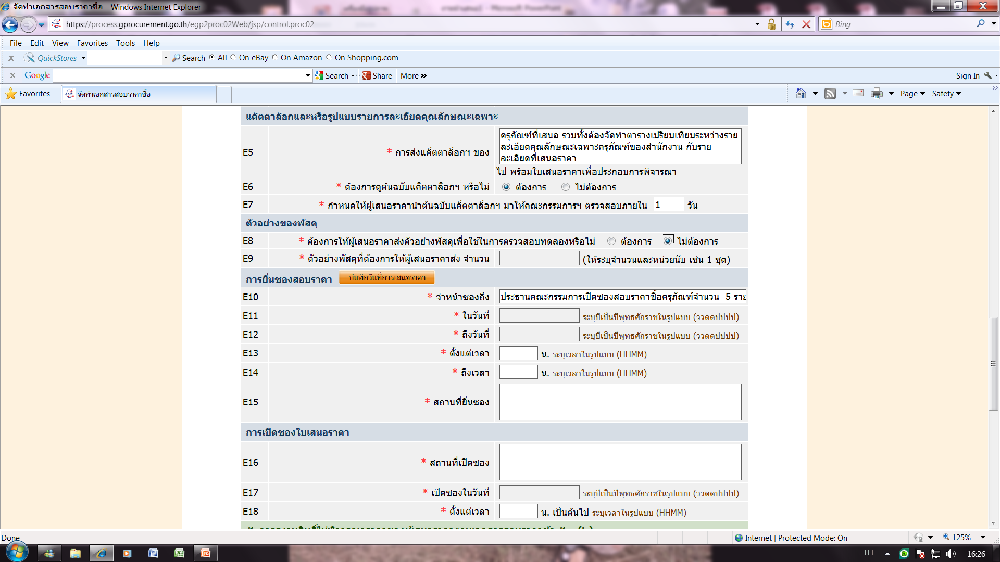 จัดทำเอกสารสอบราคาซื้อ - Windows Internet Explorer
https://process.gprocurement.go.th/egp2proc02Web/jsp/control.proc02
Bing
File Edit View Favorites Tools Help
x QuickStores Search All On eBay On Amazon On Shopping.com
x Google Search Share More »
Sign In
Favorites จัดทำเอกสารสอบราคาซื้อ
Page Safety »
แค็ตตาล็อกและหรือรูปแบบรายการละเอียดคุณลักษณะเฉพาะ
E5 * การส่งแค็ตตาล็อกฯ ของ
ครุภัณฑ์ที่เสนอ รวมทั้งต้องจัดทำตารางเปรียบเทียบระหว่างราย
ละเอียดคุณลักษณะเฉพาะครุภัณฑ์ของสำนักงาน กับราย
ละเอียดที่เสนอราคา
ไป พร้อมใบเสนอราคาเพื่อประกอบการพิจารณา
E6 * ต้องการดูต้นฉบับแค็ตตาล็อกฯ หรือไม่ ต้องการ ไม่ต้องการ
E7 * กำหนดให้ผู้เสนอราคานำต้นฉบับแค็ตตาล็อกฯ มาให้คณะกรรมการฯ ตรวจสอบภายใน 1 วัน
ตัวอย่างของพัสดุ
E8 * ต้องการให้ผู้เสนอราคาส่งตัวอย่างพัสดุเพื่อใช้ในการตรวจสอบทดลองหรือไม่ ต้องการ ไม่ต้องการ
E9 * ตัวอย่างพัสดุที่ต้องการให้ผู้เสนอราคาส่ง จำนวน (ให้ระบุจำนวนและหน่วยนับ เช่น 1 ชุด)
การยื่นซองสอบราคา บันทึกวันที่การเสนอราคา
E10 * จ่าหน้าซองถึง ประธานคณะกรรมการเปิดซองสอบราคาซื้อครุภัณฑ์จำนวน 5 ราย
E11 * ในวันที่ ระบุปีเป็นปีพุทธศักราชในรูปแบบ (ววดดปปปป)
E12 * ถึงวันที่ ระบุปีเป็นปีพุทธศักราชในรูปแบบ (ววดดปปปป)
E13 * ตั้งแต่เวลา น. ระบุเวลาในรูปแบบ (HHMM)
E14 * ถึงเวลา น. ระบุเวลาในรูปแบบ (HHMM)
E15 * สถานที่ยื่นซอง
การเปิดซองใบเสนอราคา
E16 * สถานที่เปิดซอง
E17 * เปิดซองในวันที่ ระบุปีเป็นปีพุทธศักราชในรูปแบบ (ววดดปปปป)
E18 * ตั้งแต่เวลา น. เป็นต้นไป ระบุเวลาในรูปแบบ (HHMM)
Done Internet | Protected Mode: On 125%
TH 16:26